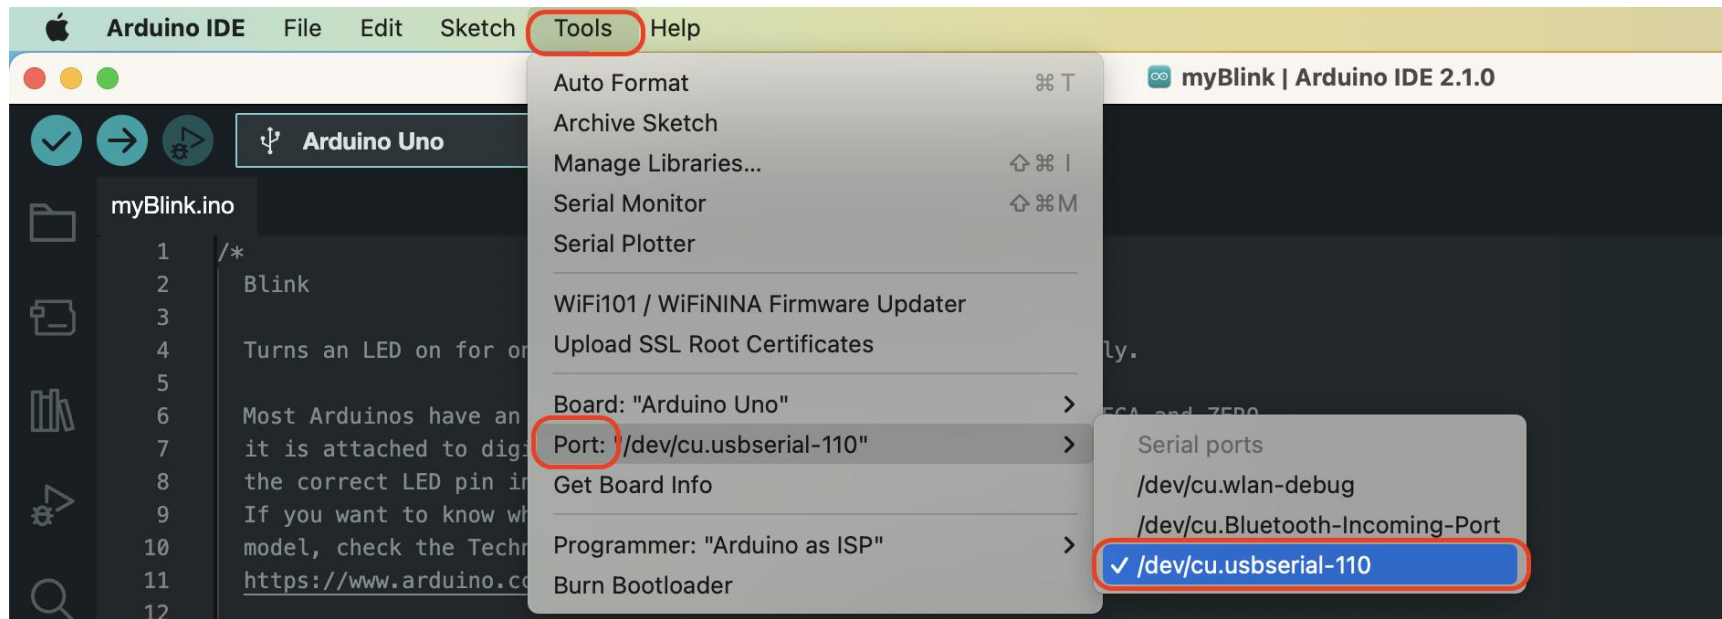 Arduino IDE File Edit Sketch Tools Help
myBlink | Arduino IDE 2.1.0
Arduino Uno
myBlink.ino
1 /*
2 Blink
3
4 Turns an LED on for ly.
5
6 Most Arduinos have an and ZERO
7 it is attached to
8 the correct LED pin
9 If you want to know
10 model, check the
11 https://www.arduino.cc
12
Auto Format ⌘ T
Archive Sketch
Manage Libraries... ⇧ ⌘ I
Serial Monitor ⇧ ⌘ M
Serial Plotter
WiFi101 / WiFiNINA Firmware Updater
Upload SSL Root Certificates
Board: "Arduino Uno"
Port: "/dev/cu.usbserial-110"
Get Board Info
Programmer: "Arduino as ISP"
Burn Bootloader
Serial ports
/dev/cu.wlan-debug
/dev/cu.Bluetooth-Incoming-Port
✓ /dev/cu.usbserial-110